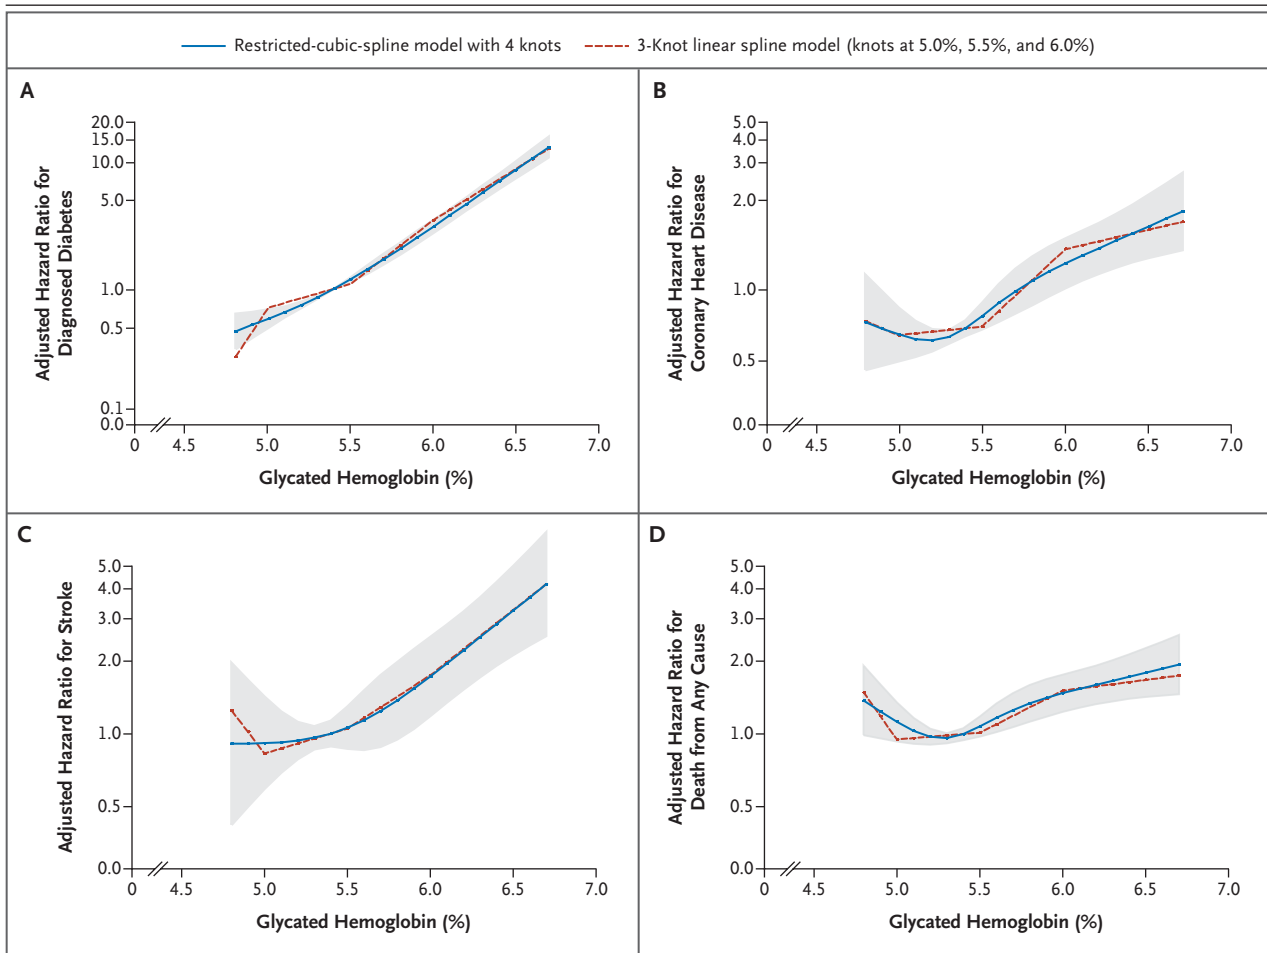 Restricted-cubic-spline model with 4 knots
3-Knot linear spline model (knots at 5.0%, 5.5%, and 6.0%)
A
Adjusted Hazard Ratio for
Diagnosed Diabetes
20.0
15.0
10.0
5.0
1.0
0.5
0.1
0.0
0 4.5 5.0 5.5 6.0 6.5 7.0
Glycated Hemoglobin (%)
B
Adjusted Hazard Ratio for
Coronary Heart Disease
5.0
4.0
3.0
2.0
1.0
0.5
0.0
0 4.5 5.0 5.5 6.0 6.5 7.0
Glycated Hemoglobin (%)
C
Adjusted Hazard Ratio for Stroke
5.0
4.0
3.0
2.0
1.0
0.5
0.0
0 4.5 5.0 5.5 6.0 6.5 7.0
Glycated Hemoglobin (%)
D
Adjusted Hazard Ratio for
Death from Any Cause
5.0
4.0
3.0
2.0
1.0
0.5
0.0
0 4.5 5.0 5.5 6.0 6.5 7.0
Glycated Hemoglobin (%)